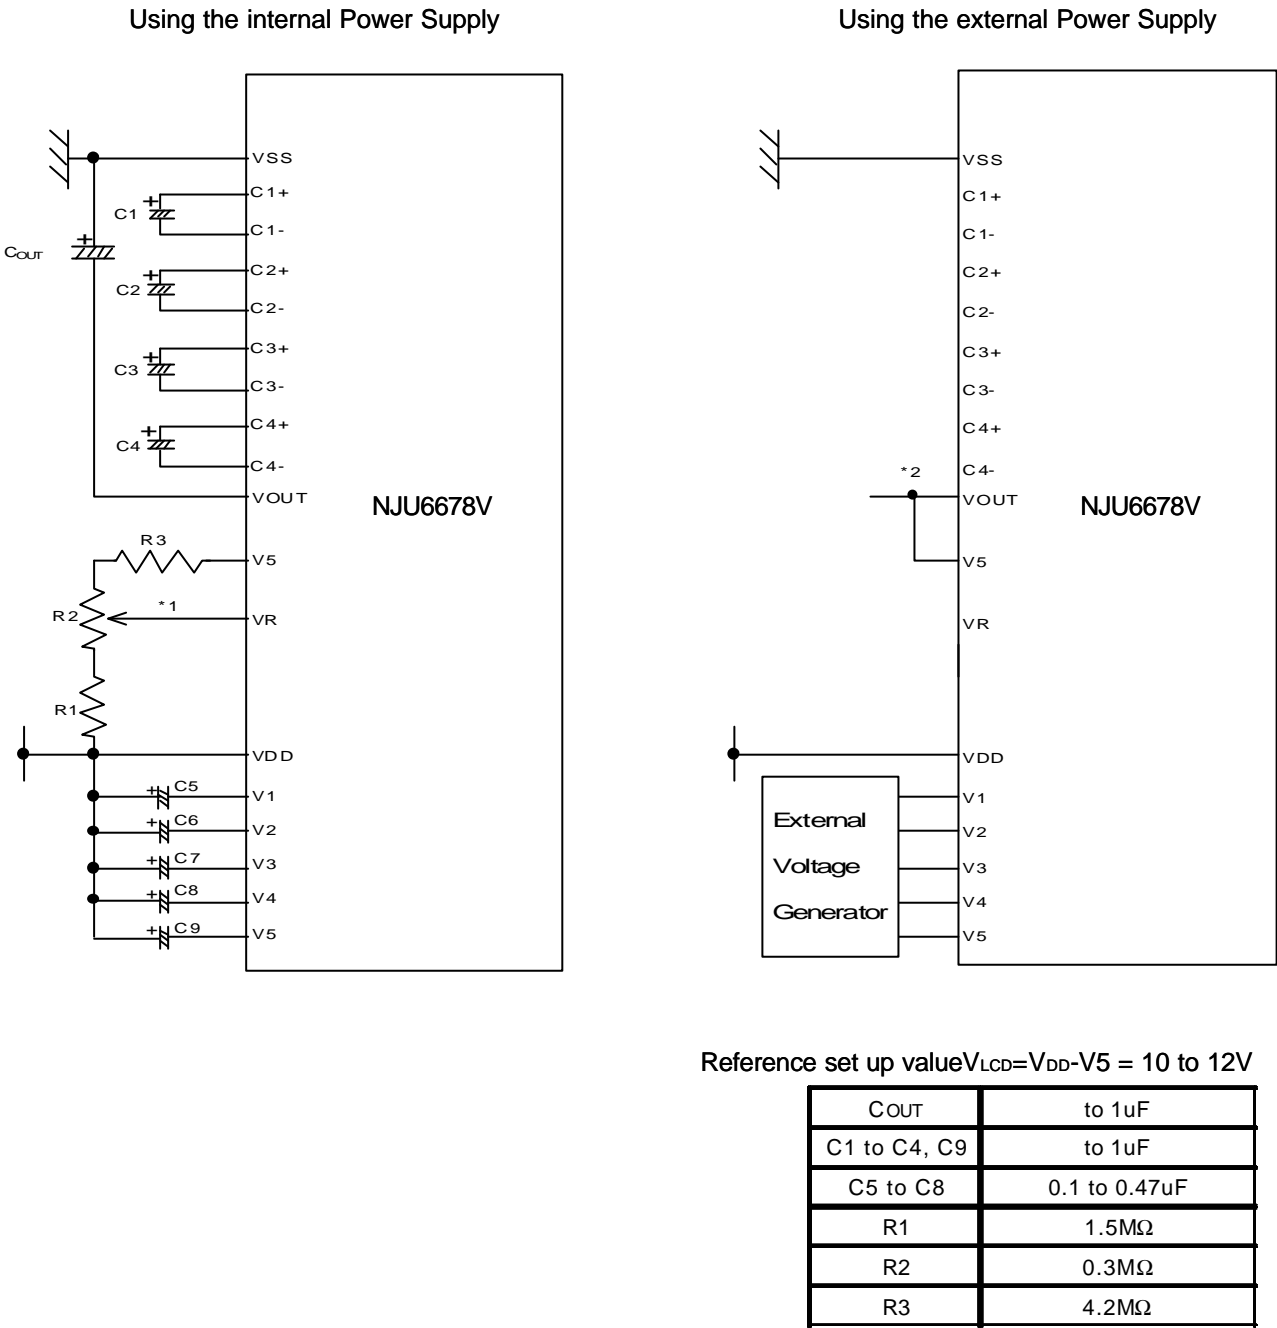 Using the internal Power Supply
VSS
C1+
+
C1
C1-
+
COUT
C2+
+
C2
C2-
C3+
+
C3
C3-
C4+
+
C4
C4-
VOUT
NJU6678V
R3
V5
*1
R2
VR
R1
VDD
+
C5
V1
+
C6
V2
+
C7
V3
+
C8
V4
+
C9
V5
Using the external Power Supply
VSS
C1+
C1-
C2+
C2-
C3+
C3-
C4+
*2
C4-
VOUT
NJU6678V
V5
VR
VDD
V1
External
V2
Voltage
V3
V4
Generator
V5
Reference set up valueVLCD=VDD-V5 = 10 to 12V
COUT to 1uF
C1 to C4, C9 to 1uF
C5 to C8 0.1 to 0.47uF
R1 1.5MΩ
R2 0.3MΩ
R3 4.2MΩ